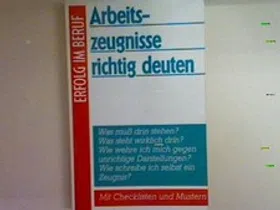 ERFOLG IM BERUF
Arbeits-
zeugnisse
richtig deuten
Was muß drin stehen?
Was steht wirklich drin?
Wie wehre ich mich gegen
unrichtige Darstellungen?
Wie schreibe ich selbst ein
Zeugnis?
Mit Checklisten und Mustern